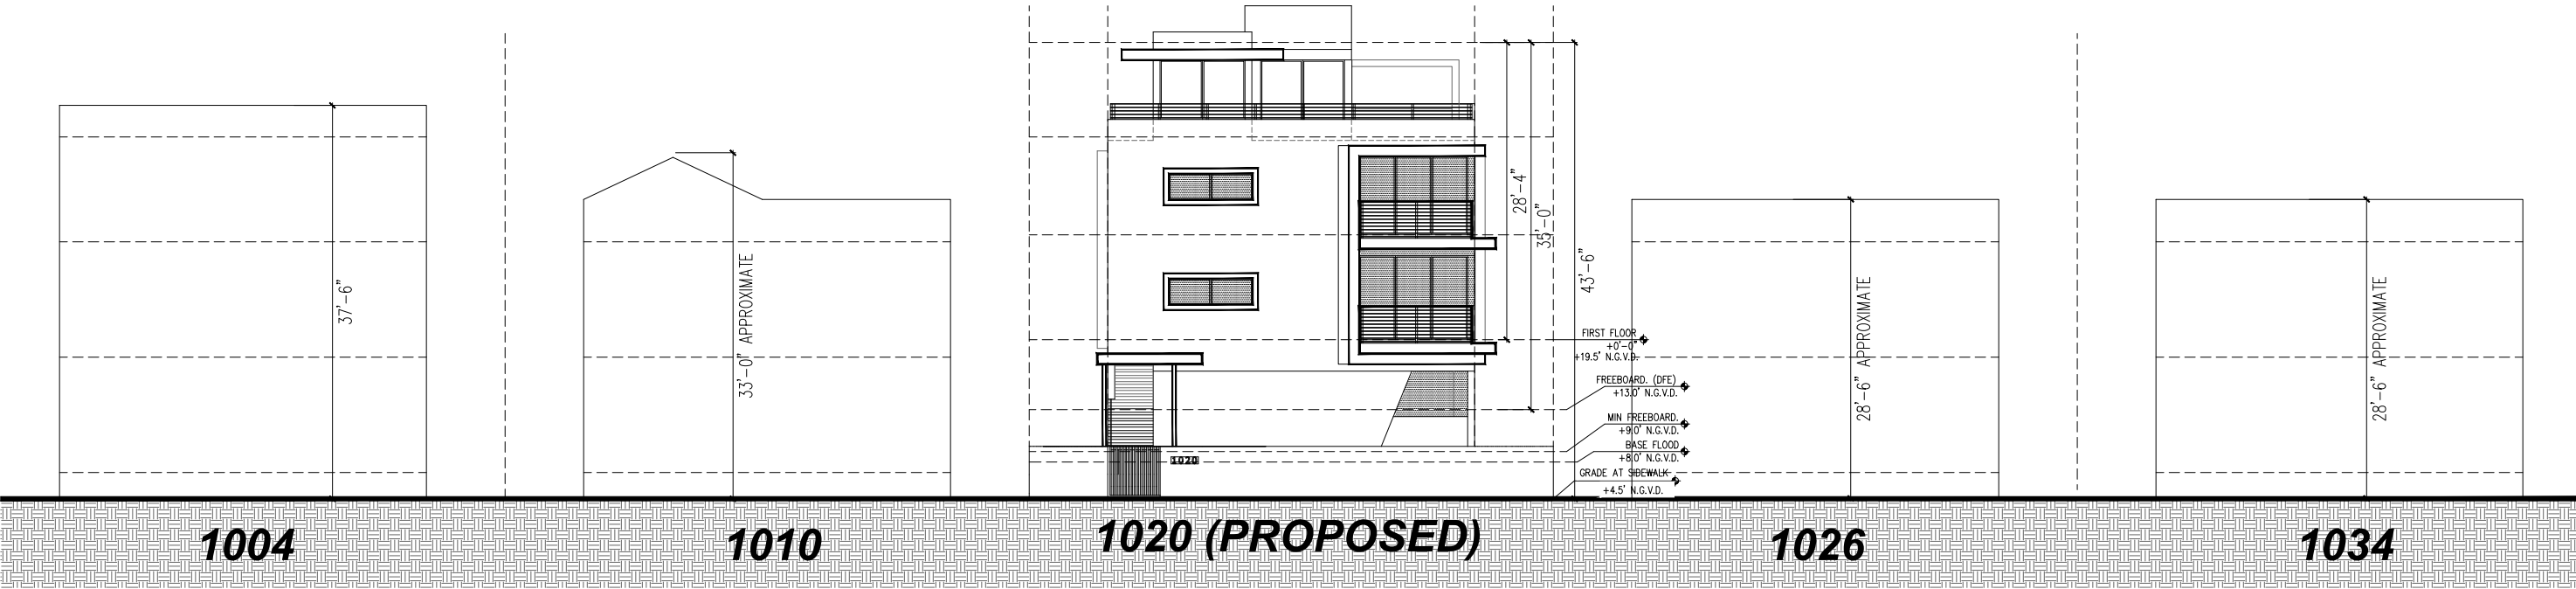 37'-6"
33'-0" APPROXIMATE
28'-4"
35'-0"
43'-6"
FIRST FLOOR
+0'-0"
+19.5' N.G.V.D.
FREEBOARD. (DFE)
+13.0' N.G.V.D.
MIN FREEBOARD.
+9.0' N.G.V.D.
BASE FLOOD
+8.0' N.G.V.D.
GRADE AT SIDEWALK
+4.5' N.G.V.D.
1020
28'-6" APPROXIMATE
28'-6" APPROXIMATE
1004
1010
1020 (PROPOSED)
1026
1034